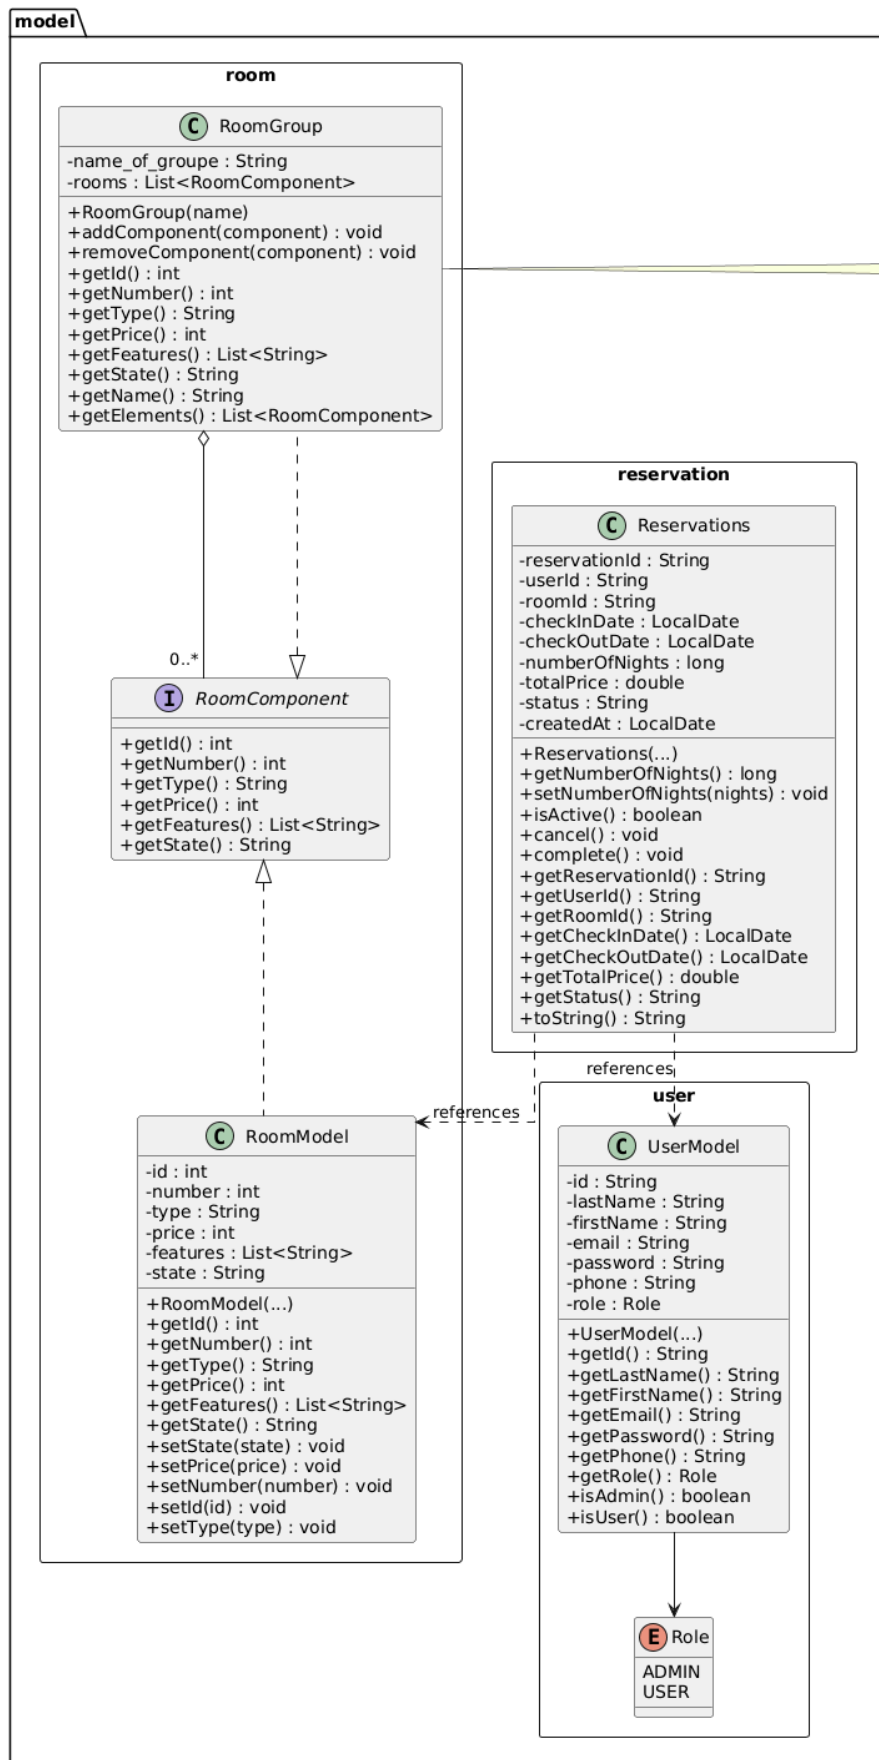 model
room
C RoomGroup
-name_of_groupe : String
-rooms : List<RoomComponent>
+RoomGroup(name)
+addComponent(component) : void
+removeComponent(component) : void
+getId() : int
+getNumber() : int
+getType() : String
+getPrice() : int
+getFeatures() : List<String>
+getState() : String
+getName() : String
+getElements() : List<RoomComponent>
0..*
I RoomComponent
+getId() : int
+getNumber() : int
+getType() : String
+getPrice() : int
+getFeatures() : List<String>
+getState() : String
reservation
C Reservations
-reservationId : String
-userId : String
-roomId : String
-checkInDate : LocalDate
-checkOutDate : LocalDate
-numberOfNights : long
-totalPrice : double
-status : String
-createdAt : LocalDate
+Reservations(...)
+getNumberOfNights() : long
+setNumberOfNights(nights) : void
+isActive() : boolean
+cancel() : void
+complete() : void
+getReservationId() : String
+getUserId() : String
+getRoomId() : String
+getCheckInDate() : LocalDate
+getCheckOutDate() : LocalDate
+getTotalPrice() : double
+getStatus() : String
+toString() : String
references
references
C RoomModel
-id : int
-number : int
-type : String
-price : int
-features : List<String>
-state : String
+RoomModel(...)
+getId() : int
+getNumber() : int
+getType() : String
+getPrice() : int
+getFeatures() : List<String>
+getState() : String
+setState(state) : void
+setPrice(price) : void
+setNumber(number) : void
+setId(id) : void
+setType(type) : void
user
C UserModel
-id : String
-lastName : String
-firstName : String
-email : String
-password : String
-phone : String
-role : Role
+UserModel(...)
+getId() : String
+getLastName() : String
+getFirstName() : String
+getEmail() : String
+getPassword() : String
+getPhone() : String
+getRole() : Role
+isAdmin() : boolean
+isUser() : boolean
E Role
ADMIN
USER